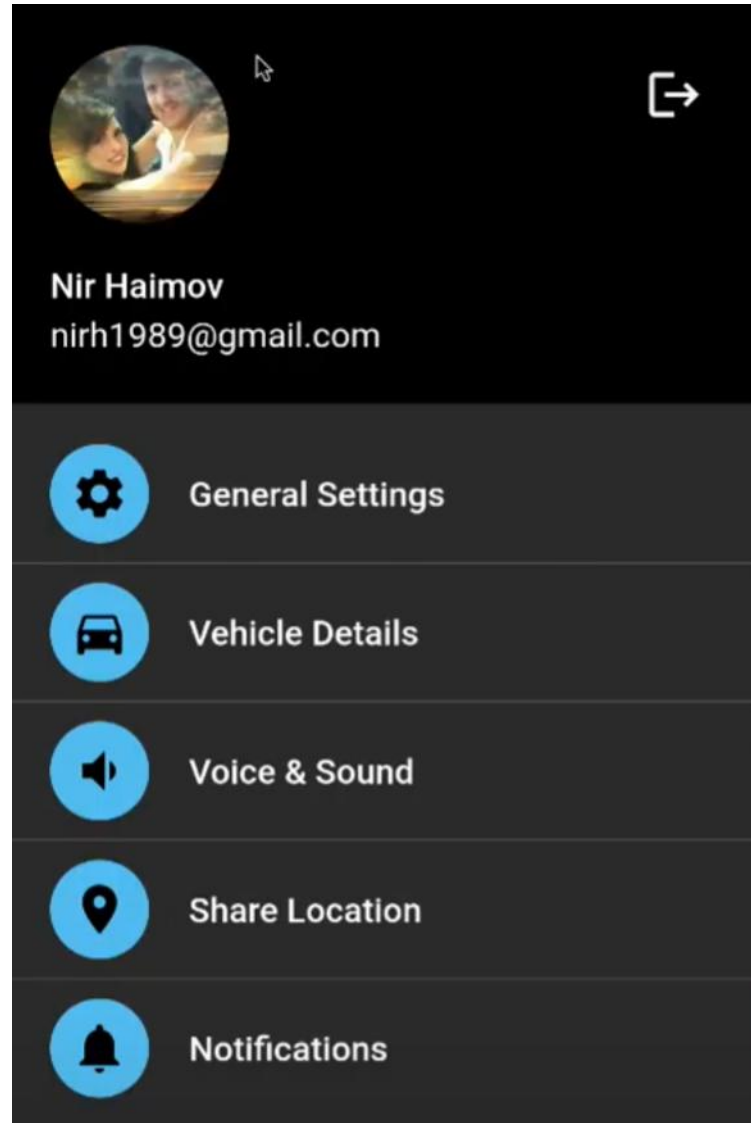 Nir Haimov
nirh1989@gmail.com
General Settings
Vehicle Details
Voice & Sound
Share Location
Notifications